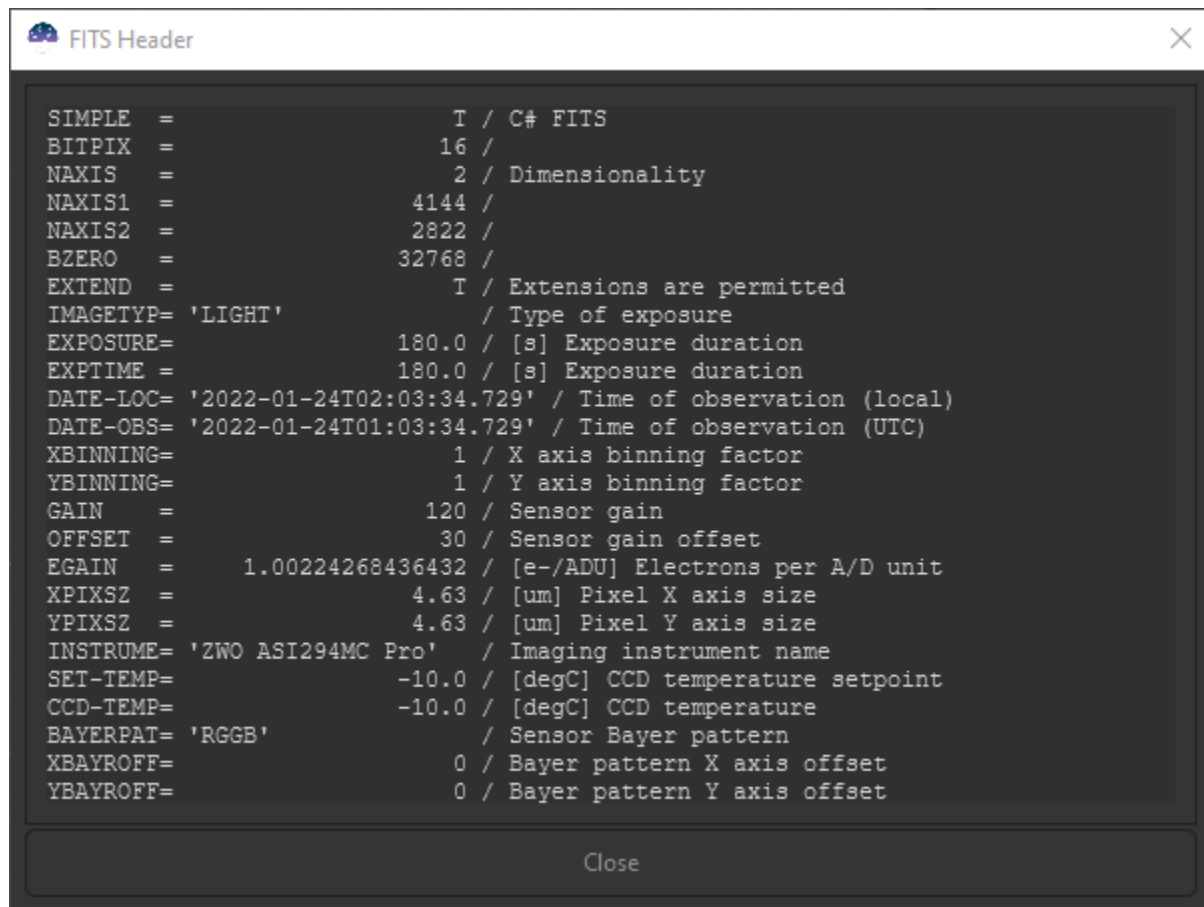 FITS Header
SIMPLE  =                    T / C# FITS
BITPIX  =                   16 /
NAXIS   =                    2 / Dimensionality
NAXIS1  =                 4144 /
NAXIS2  =                 2822 /
BZERO   =                32768 /
EXTEND  =                    T / Extensions are permitted
IMAGETYP= 'LIGHT'              / Type of exposure
EXPOSURE=                180.0 / [s] Exposure duration
EXPTIME =                180.0 / [s] Exposure duration
DATE-LOC= '2022-01-24T02:03:34.729' / Time of observation (local)
DATE-OBS= '2022-01-24T01:03:34.729' / Time of observation (UTC)
XBINNING=                    1 / X axis binning factor
YBINNING=                    1 / Y axis binning factor
GAIN    =                  120 / Sensor gain
OFFSET  =                   30 / Sensor gain offset
EGAIN   =     1.00224268436432 / [e-/ADU] Electrons per A/D unit
XPIXSZ  =                 4.63 / [um] Pixel X axis size
YPIXSZ  =                 4.63 / [um] Pixel Y axis size
INSTRUME= 'ZWO ASI294MC Pro'   / Imaging instrument name
SET-TEMP=                -10.0 / [degC] CCD temperature setpoint
CCD-TEMP=                -10.0 / [degC] CCD temperature
BAYERPAT= 'RGGB'               / Sensor Bayer pattern
XBAYROFF=                    0 / Bayer pattern X axis offset
YBAYROFF=                    0 / Bayer pattern Y axis offset
Close